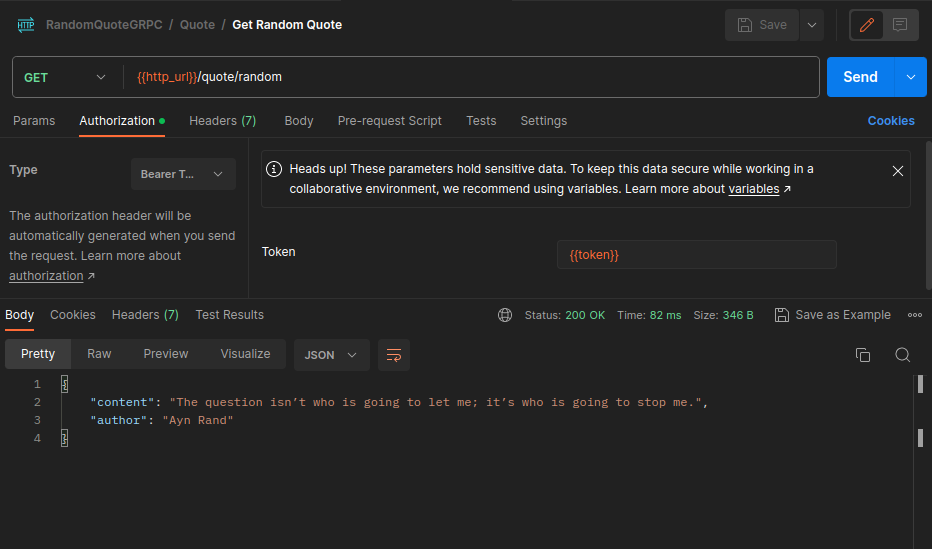 HTTP RandomQuoteGRPC / Quote / Get Random Quote Save
GET {{http_url}}/quote/random Send
Params Authorization Headers (7) Body Pre-request Script Tests Settings Cookies
Type Bearer T...
The authorization header will be
automatically generated when you send
the request. Learn more about
authorization ↗
Heads up! These parameters hold sensitive data. To keep this data secure while working in a
collaborative environment, we recommend using variables. Learn more about variables ↗
Token {{token}}
Body Cookies Headers (7) Test Results Status: 200 OK Time: 82 ms Size: 346 B Save as Example
Pretty Raw Preview Visualize JSON
1 {
2 "content": "The question isn’t who is going to let me; it’s who is going to stop me.",
3 "author": "Ayn Rand"
4 }